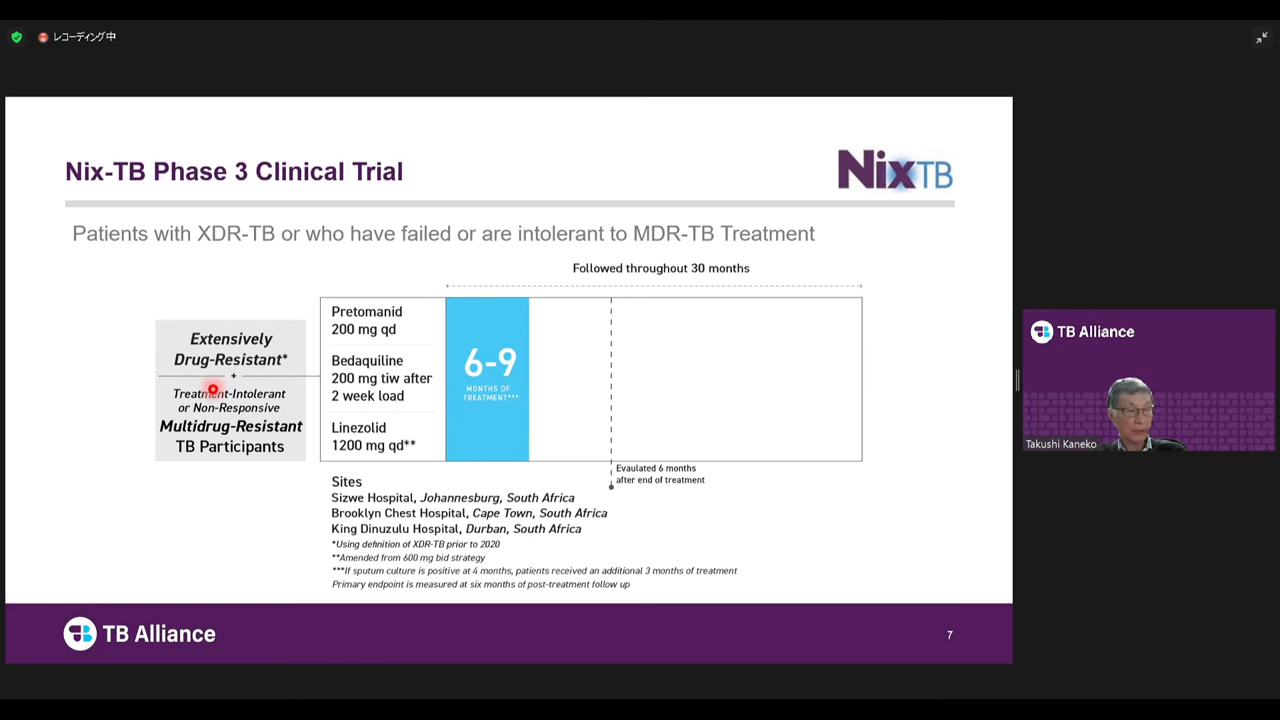 レコーディング中
Nix-TB Phase 3 Clinical Trial
NixTB
Patients with XDR-TB or who have failed or are intolerant to MDR-TB Treatment
Followed throughout 30 months
Extensively
Drug-Resistant*
+
Treatment-Intolerant
or Non-Responsive
Multidrug-Resistant
TB Participants
Pretomanid
200 mg qd
Bedaquiline
200 mg tiw after
2 week load
Linezolid
1200 mg qd**
6-9
MONTHS OF
TREATMENT***
Evaulated 6 months
after end of treatment
Sites
Sizwe Hospital, Johannesburg, South Africa
Brooklyn Chest Hospital, Cape Town, South Africa
King Dinuzulu Hospital, Durban, South Africa
*Using definition of XDR-TB prior to 2020
**Amended from 600 mg bid strategy
***If sputum culture is positive at 4 months, patients received an additional 3 months of treatment
Primary endpoint is measured at six months of post-treatment follow up
TB Alliance
7
TB Alliance
Takushi Kaneko